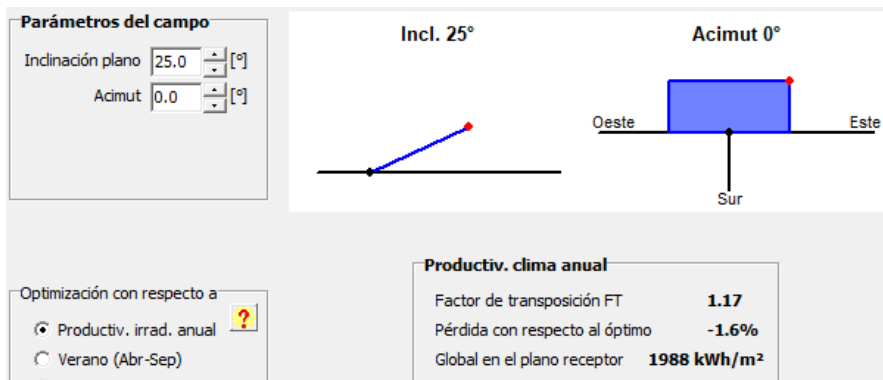 Parámetros del campo
Inclinación plano 25.0 [º]
Acimut 0.0 [º]
Incl. 25°
Acimut 0°
Oeste
Este
Sur
Optimización con respecto a
?
Productiv. irrad. anual
Verano (Abr-Sep)
Productiv. clima anual
Factor de transposición FT 1.17
Pérdida con respecto al óptimo -1.6%
Global en el plano receptor 1988 kWh/m²